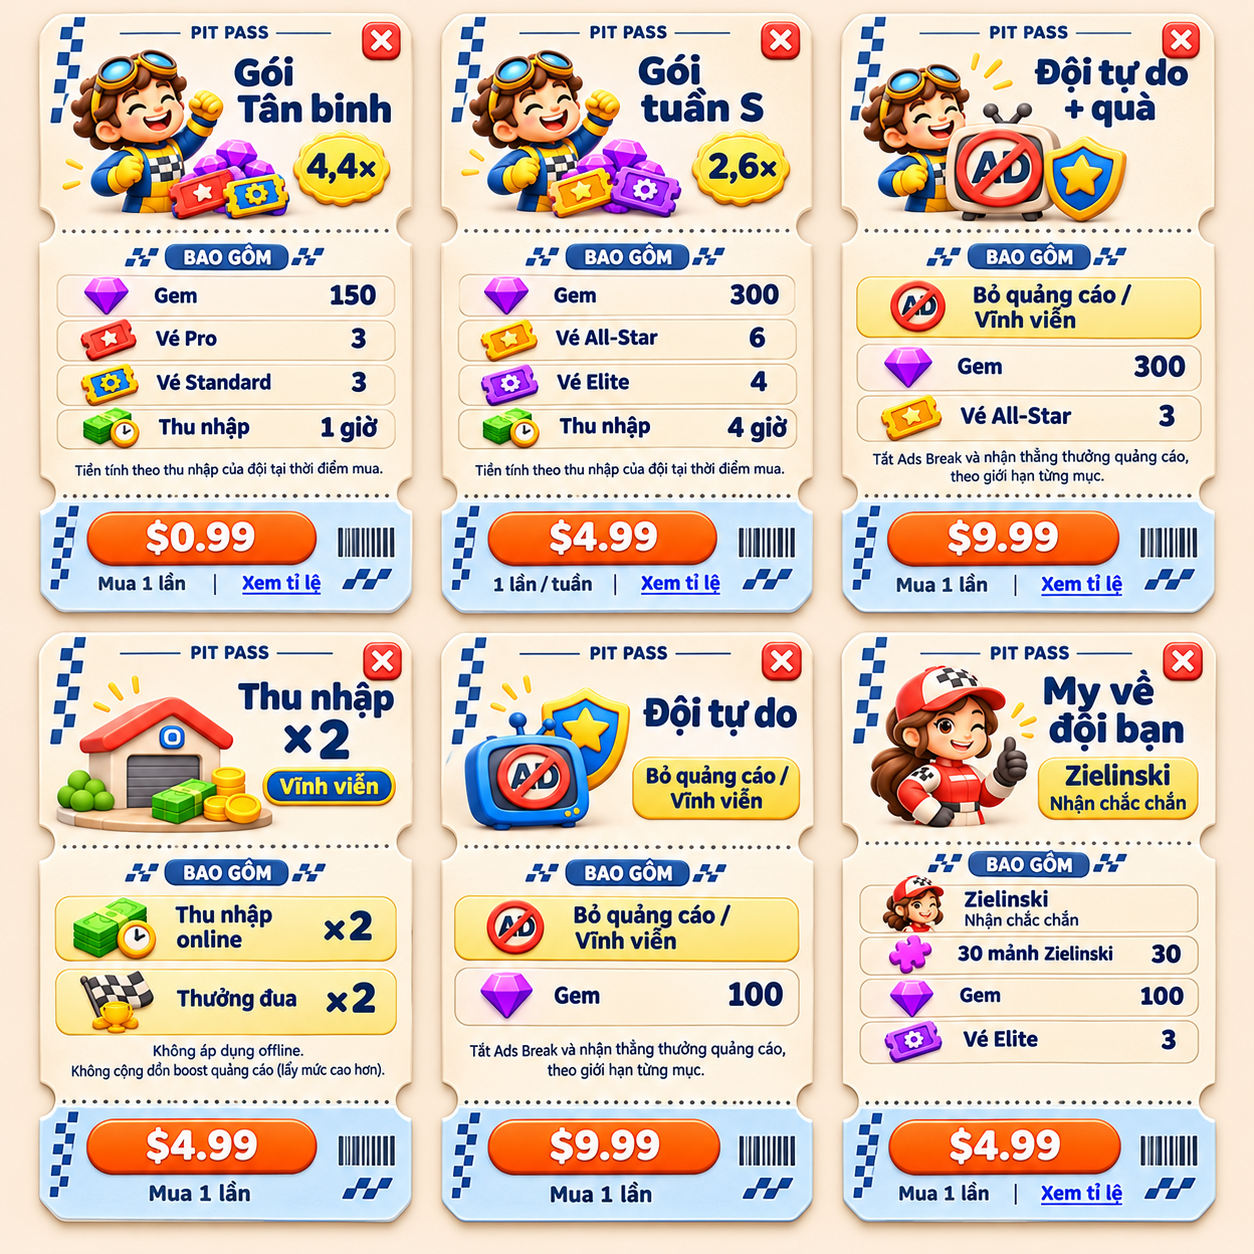 PIT PASS
Gói
Tân binh
4,4x
BAO GỒM
Gem 150
Vé Pro 3
Vé Standard 3
Thu nhập 1 giờ
Tiền tính theo thu nhập của đội tại thời điểm mua.
$0.99
Mua 1 lần | Xem tỉ lệ
PIT PASS
Gói
tuần S
2,6x
BAO GỒM
Gem 300
Vé All-Star 6
Vé Elite 4
Thu nhập 4 giờ
Tiền tính theo thu nhập của đội tại thời điểm mua.
$4.99
1 lần / tuần | Xem tỉ lệ
PIT PASS
Đội tự do
+ quà
AD
BAO GỒM
AD
Bỏ quảng cáo /
Vĩnh viễn
Gem 300
Vé All-Star 3
Tắt Ads Break và nhận thẳng thưởng quảng cáo,
theo giới hạn từng mục.
$9.99
Mua 1 lần | Xem tỉ lệ
PIT PASS
Thu nhập
×2
Vĩnh viễn
BAO GỒM
Thu nhập
online ×2
Thưởng đua ×2
Không áp dụng offline.
Không cộng dồn boost quảng cáo (lấy mức cao hơn).
$4.99
Mua 1 lần
PIT PASS
Đội tự do
AD
Bỏ quảng cáo /
Vĩnh viễn
BAO GỒM
AD
Bỏ quảng cáo /
Vĩnh viễn
Gem 100
Tắt Ads Break và nhận thẳng thưởng quảng cáo,
theo giới hạn từng mục.
$9.99
Mua 1 lần
PIT PASS
My về
đội bạn
Zielinski
Nhận chắc chắn
BAO GỒM
Zielinski
Nhận chắc chắn
30 mảnh Zielinski 30
Gem 100
Vé Elite 3
$4.99
Mua 1 lần | Xem tỉ lệ